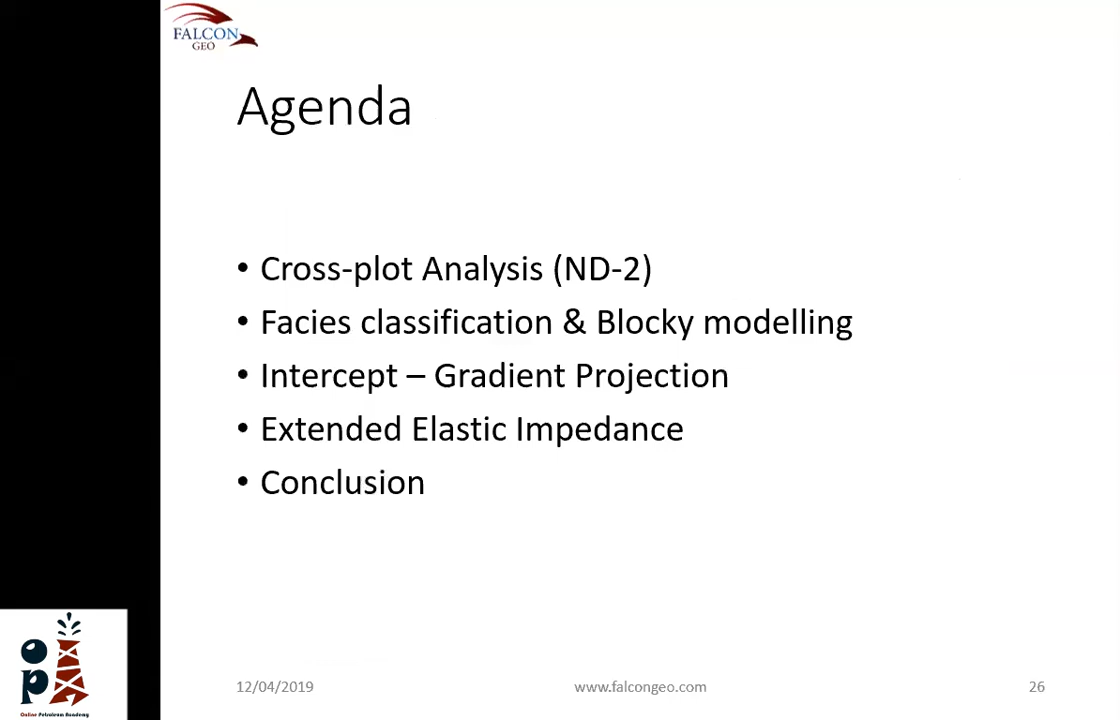 FALCON
GEO
Agenda
• Cross-plot Analysis (ND-2)
• Facies classification & Blocky modelling
• Intercept – Gradient Projection
• Extended Elastic Impedance
• Conclusion
OPA
Online Petroleum Academy
12/04/2019
www.falcongeo.com
26